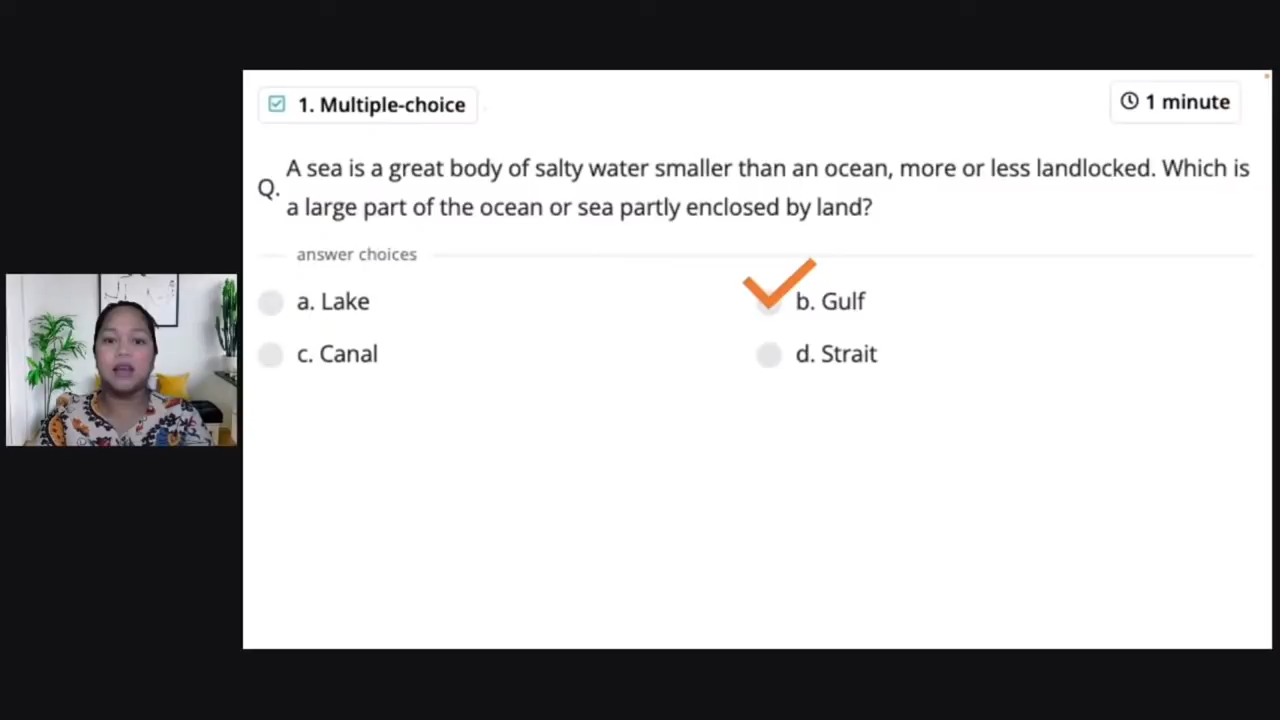 1. Multiple-choice
1 minute
Q.
A sea is a great body of salty water smaller than an ocean, more or less landlocked. Which is
a large part of the ocean or sea partly enclosed by land?
answer choices
a. Lake
b. Gulf
c. Canal
d. Strait